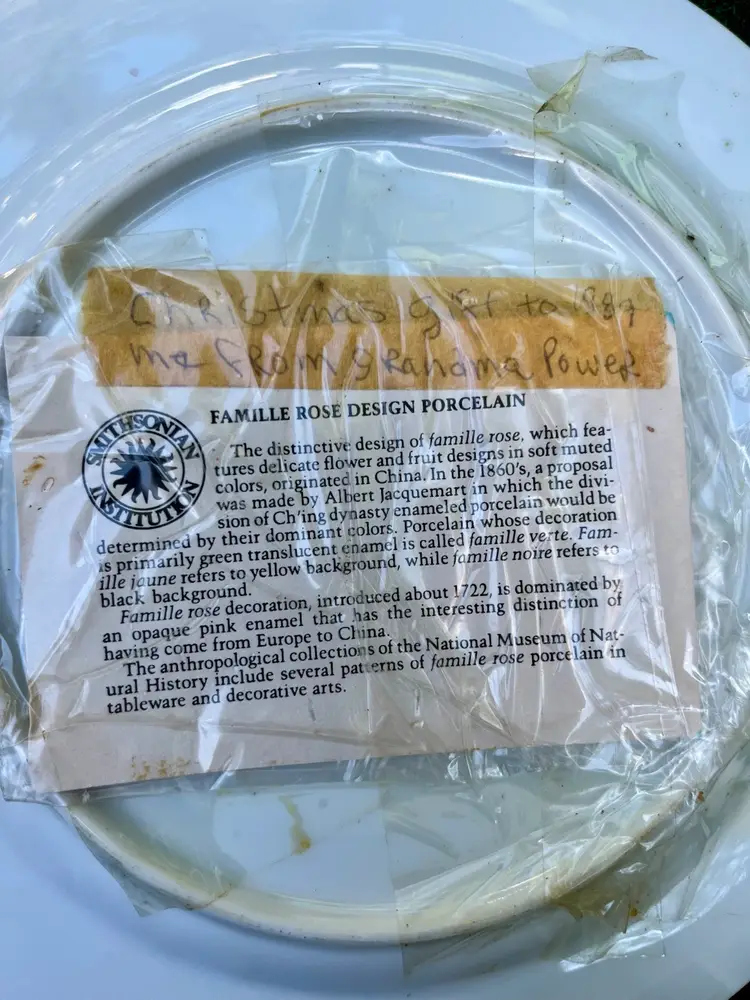 Christmas gift to 1989
me from grandma Power
FAMILLE ROSE DESIGN PORCELAIN
SMITHSONIAN
INSTITUTION
The distinctive design of famille rose, which fea-
tures delicate flower and fruit designs in soft muted
colors, originated in China. In the 1860's, a proposal
was made by Albert Jacquemart in which the divi-
sion of Ch'ing dynasty enameled porcelain would be
determined by their dominant colors. Porcelain whose decoration
is primarily green translucent enamel is called famille verte. Fam-
ille jaune refers to yellow background, while famille noire refers to
black background.
Famille rose decoration, introduced about 1722, is dominated by
an opaque pink enamel that has the interesting distinction of
having come from Europe to China.
The anthropological collections of the National Museum of Nat-
ural History include several patterns of famille rose porcelain in
tableware and decorative arts.